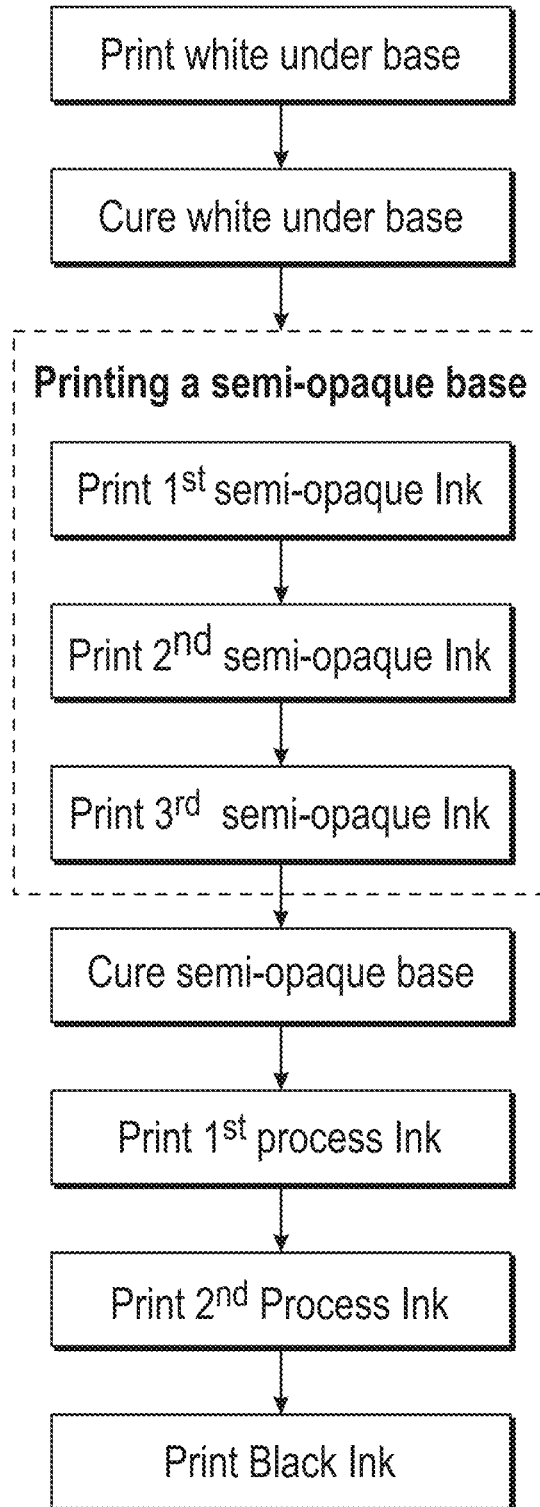 Print white under base
Cure white under base
Printing a semi-opaque base
Print 1st semi-opaque Ink
Print 2nd semi-opaque Ink
Print 3rd semi-opaque Ink
Cure semi-opaque base
Print 1st process Ink
Print 2nd Process Ink
Print Black Ink